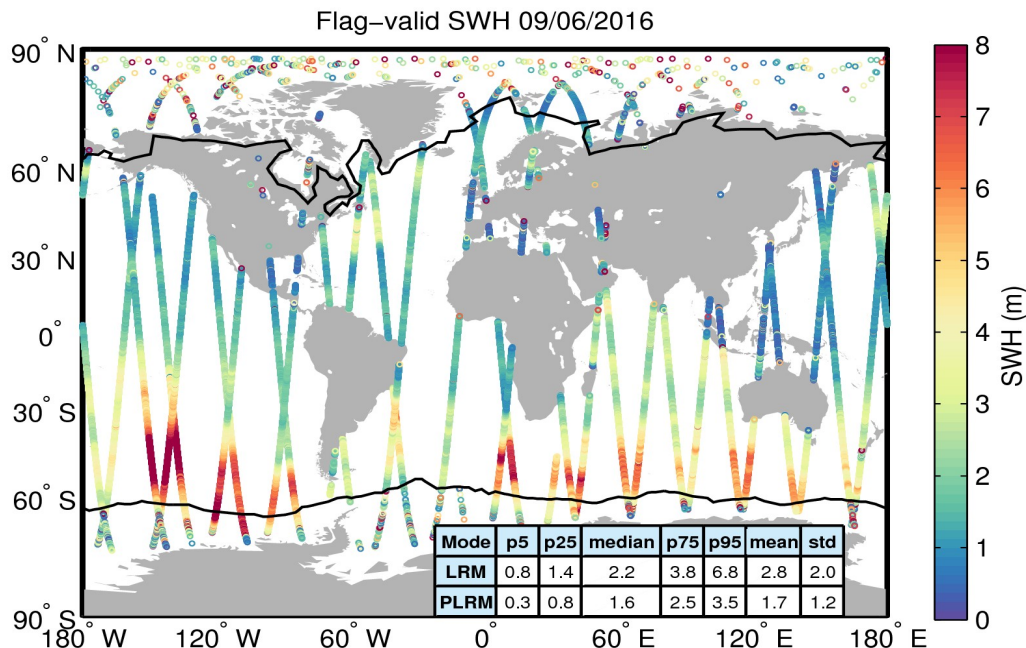 Flag−valid SWH 09/06/2016
90° N
60° N
30° N
0°
30° S
60° S
90° S
180° W
120° W
60° W
0°
60° E
120° E
180° E
Mode p5 p25 median p75 p95 mean std
LRM 0.8 1.4 2.2 3.8 6.8 2.8 2.0
PLRM 0.3 0.8 1.6 2.5 3.5 1.7 1.2
8
7
6
5
4
3
2
1
0
SWH (m)